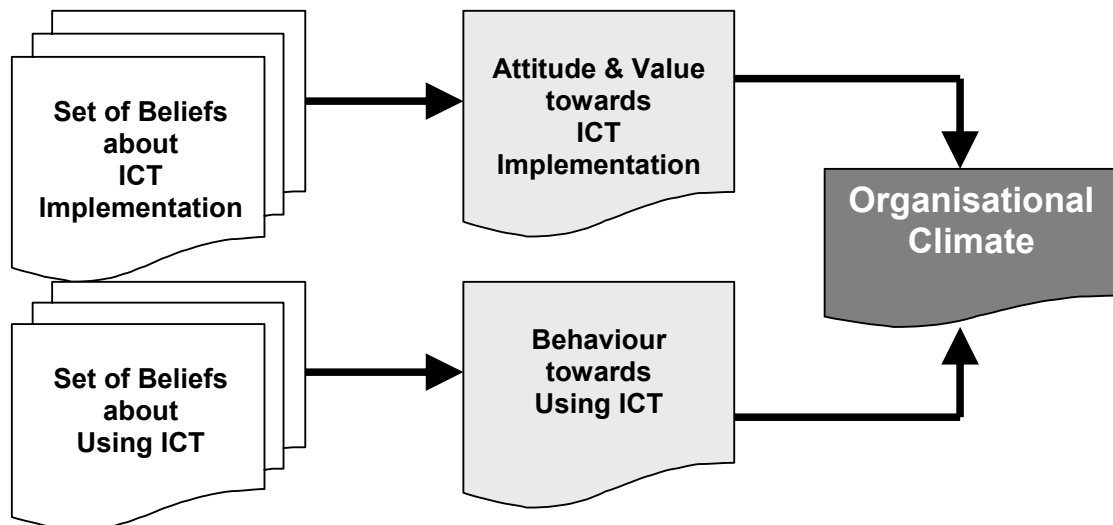 Set of Beliefs
about
ICT
Implementation
Attitude & Value
towards
ICT
Implementation
Organisational
Climate
Set of Beliefs
about
Using ICT
Behaviour
towards
Using ICT